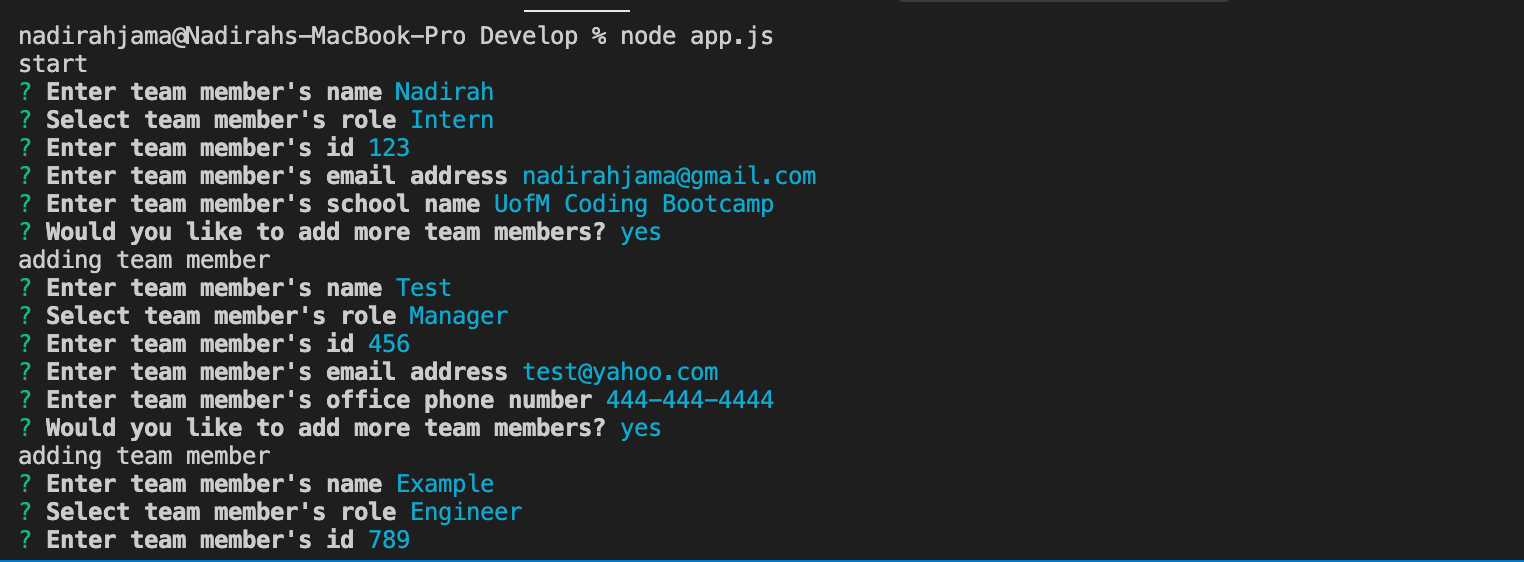 nadirahjama@Nadirahs-MacBook-Pro Develop % node app.js
start
? Enter team member's name Nadirah
? Select team member's role Intern
? Enter team member's id 123
? Enter team member's email address nadirahjama@gmail.com
? Enter team member's school name UofM Coding Bootcamp
? Would you like to add more team members? yes
adding team member
? Enter team member's name Test
? Select team member's role Manager
? Enter team member's id 456
? Enter team member's email address test@yahoo.com
? Enter team member's office phone number 444-444-4444
? Would you like to add more team members? yes
adding team member
? Enter team member's name Example
? Select team member's role Engineer
? Enter team member's id 789